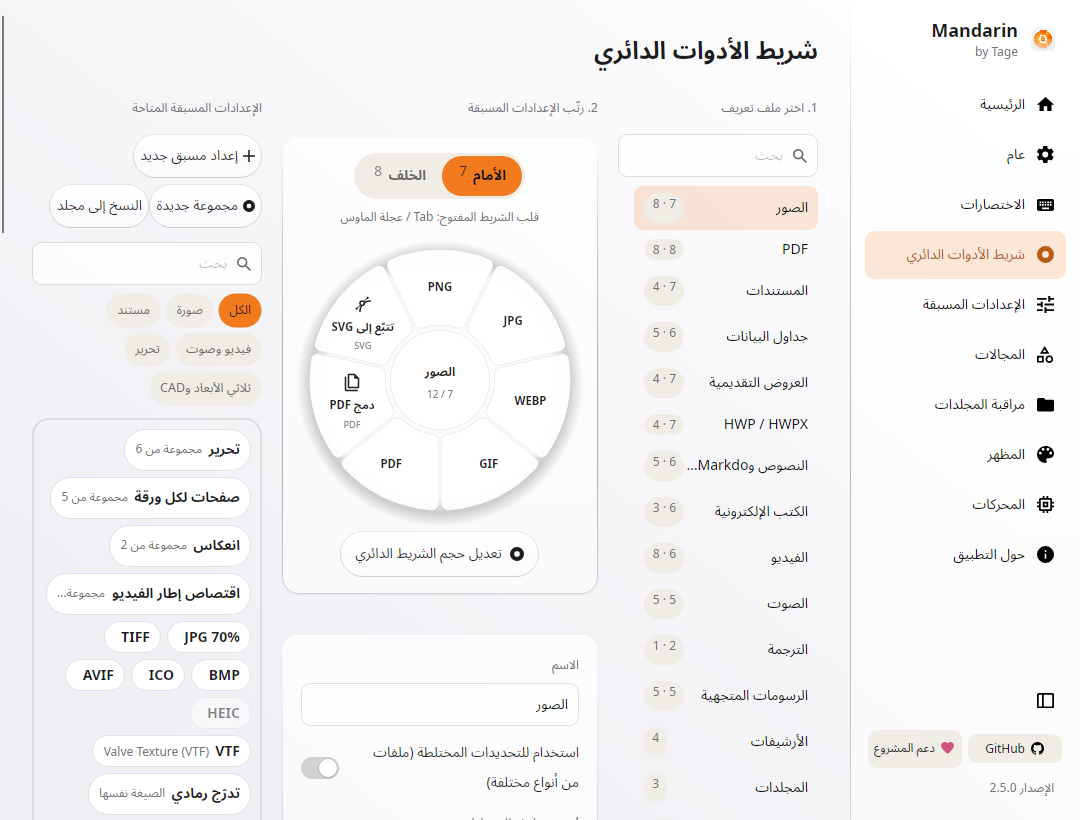 Mandarin
by Tage
الرئيسية
عام
الاختصارات
شريط الأدوات الدائري
الإعدادات المسبقة
المجالات
مراقبة المجلدات
المظهر
المحركات
حول التطبيق
GitHub
دعم المشروع
الإصدار 2.5.0
شريط الأدوات الدائري
1. اختر ملف تعريف
بحث
الصور 7 · 8
PDF 8 · 8
المستندات 7 · 4
جداول البيانات 6 · 5
العروض التقديمية 7 · 4
HWP / HWPX 7 · 4
النصوص وMarkdo... 6 · 5
الكتب الإلكترونية 6 · 3
الفيديو 6 · 8
الصوت 5 · 5
الترجمة 2 · 1
الرسومات المتجهية 5 · 5
الأرشيفات 4
المجلدات 3
2. رتّب الإعدادات المسبقة
الأمام 7
الخلف 8
قلب الشريط المفتوح: Tab / عجلة الماوس
PNG
JPG
WEBP
GIF
PDF
دمج PDF
PDF
تتبّع إلى SVG
SVG
الصور
7 / 12
تعديل حجم الشريط الدائري
الاسم
الصور
استخدام للتحديدات المختلطة (ملفات
من أنواع مختلفة)
الإعدادات المسبقة المتاحة
إعداد مسبق جديد
مجموعة جديدة
النسخ إلى مجلد
بحث
الكل
صورة
مستند
فيديو وصوت
تحرير
ثلاثي الأبعاد وCAD
تحرير مجموعة من 6
صفحات لكل ورقة مجموعة من 5
انعكاس مجموعة من 2
اقتصاص إطار الفيديو مجموعة...
JPG 70%
TIFF
BMP
ICO
AVIF
HEIC
VTF Valve Texture (VTF)
تدرّج رمادي الصيغة نفسها